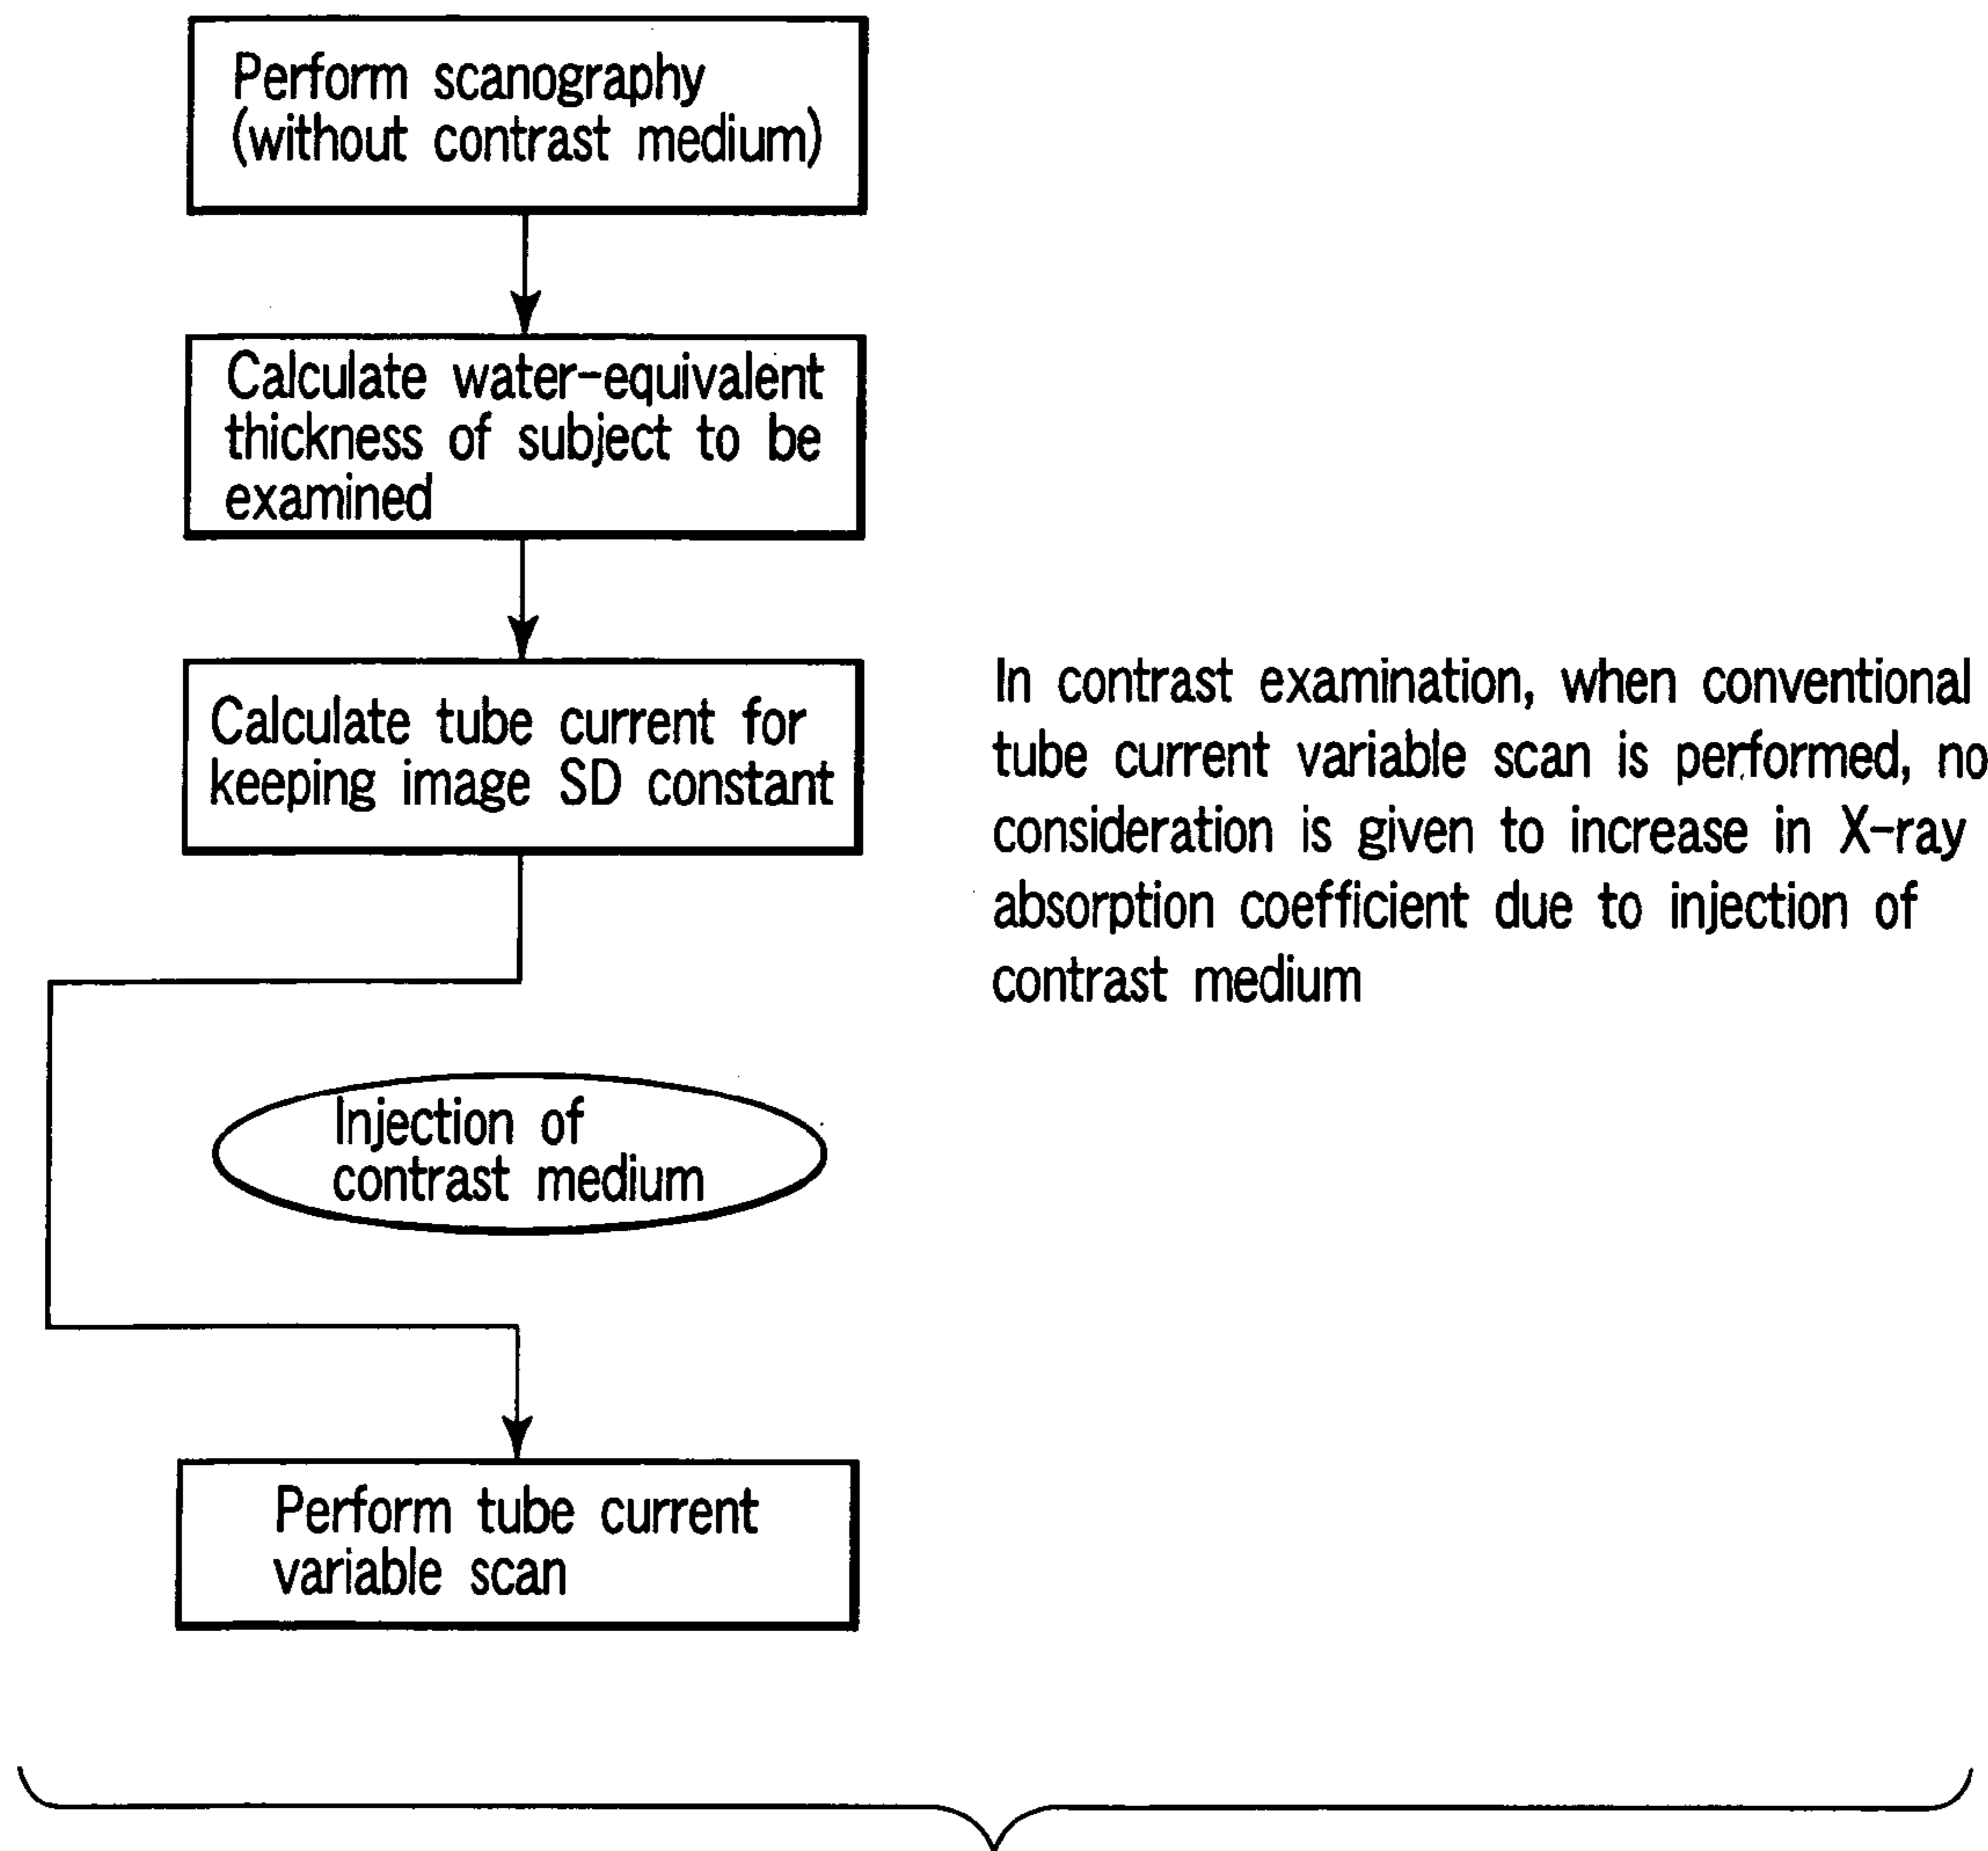 Perform scanography
(without contrast medium)
Calculate water-equivalent
thickness of subject to be
examined
Calculate tube current for
keeping image SD constant
In contrast examination, when conventional
tube current variable scan is performed, no
consideration is given to increase in X-ray
absorption coefficient due to injection of
contrast medium
Injection of
contrast medium
Perform tube current
variable scan